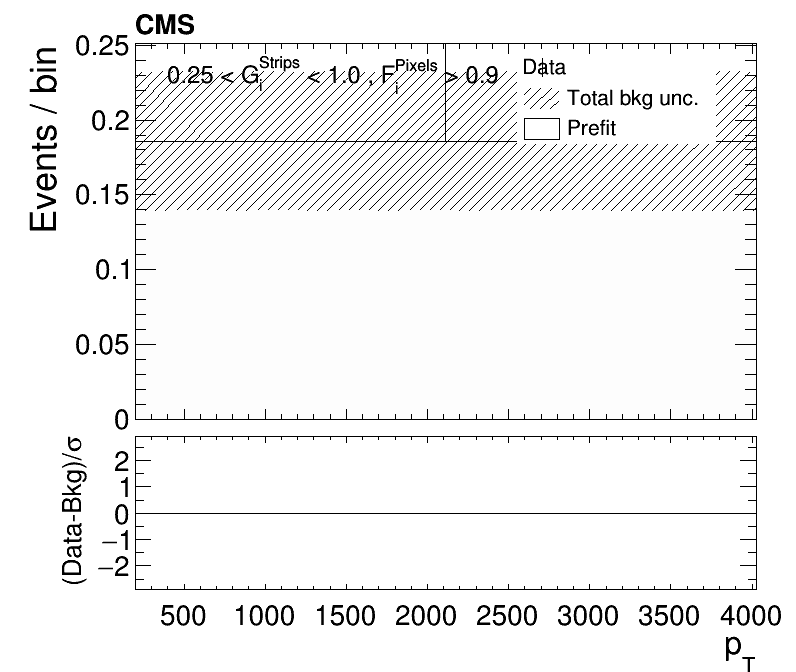 CMS
Events / bin
0.25
0.2
0.15
0.1
0.05
0
0.25 < G_i^Strips < 1.0 , F_i^Pixels > 0.9
Data
Total bkg unc.
Prefit
(Data-Bkg)/σ
2
1
0
−1
−2
500 1000 1500 2000 2500 3000 3500 4000
p_T